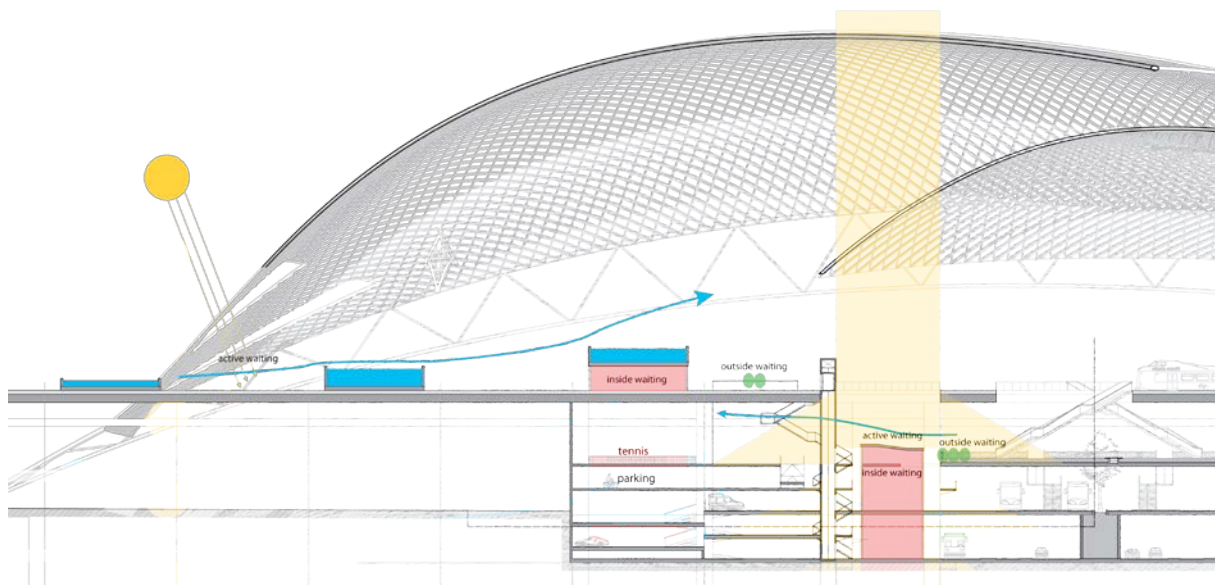 active waiting
inside waiting
outside waiting
active waiting
outside waiting
tennis
inside waiting
parking